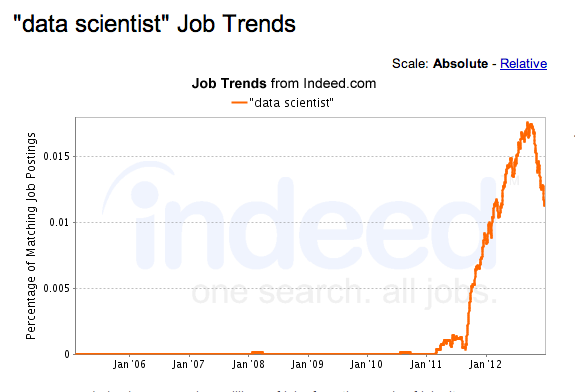 "data scientist" Job Trends
Scale: Absolute - Relative
Job Trends from Indeed.com
"data scientist"
Percentage of Matching Job Postings
0.015
0.01
0.005
0
indeed
one search. all jobs.
Jan'06 Jan'07 Jan'08 Jan'09 Jan'10 Jan'11 Jan'12